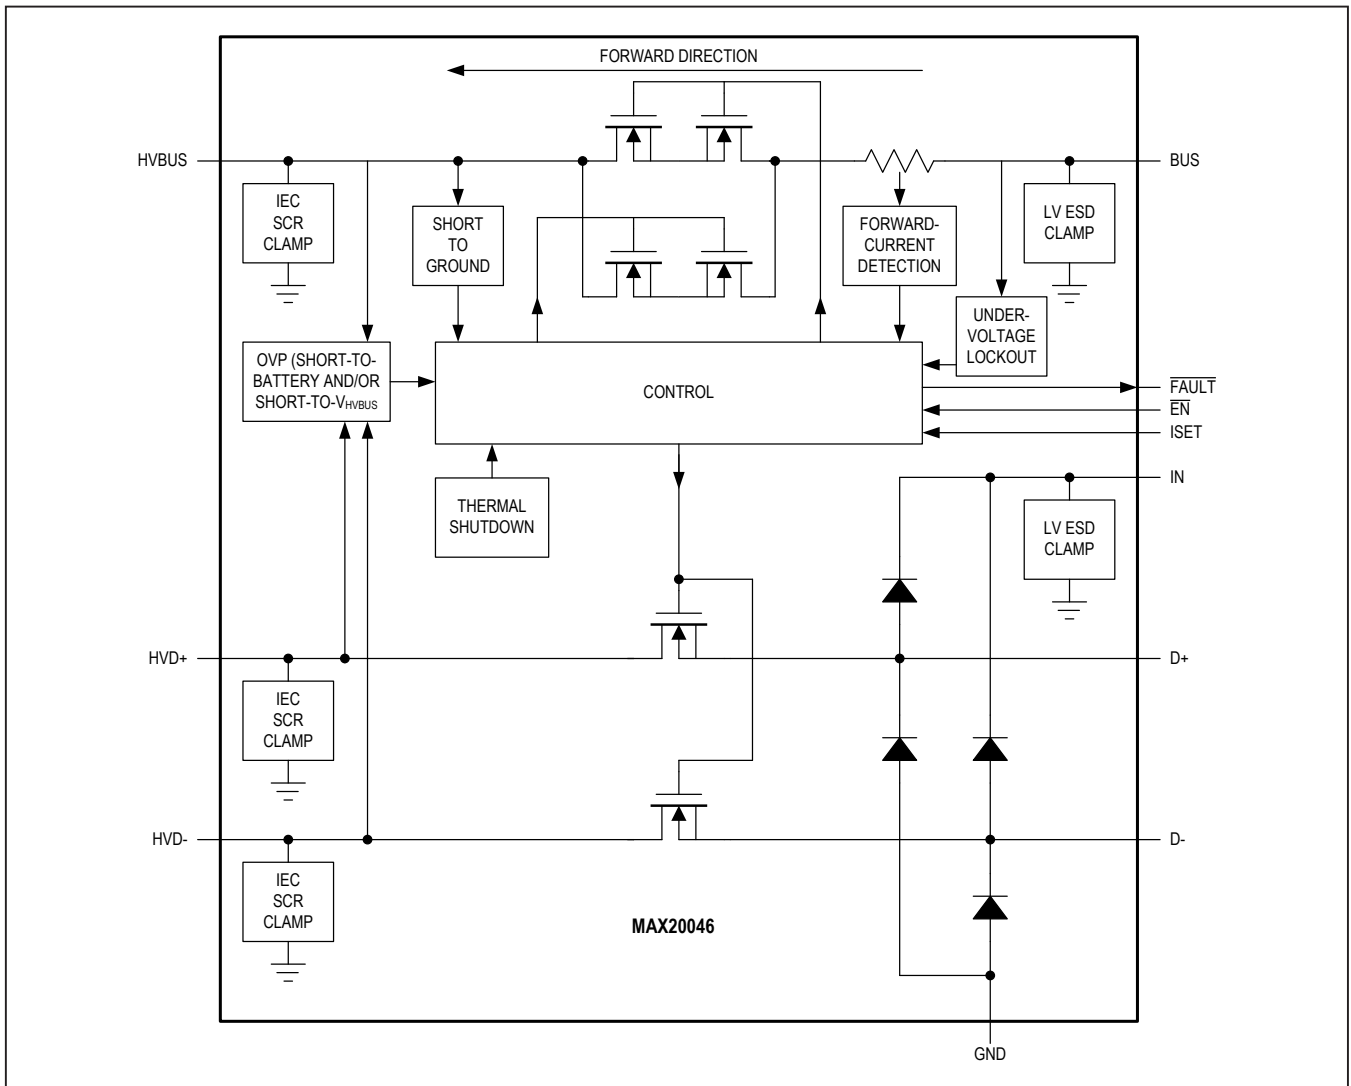 FORWARD DIRECTION
HVBUS
BUS
IEC
SCR
CLAMP
SHORT
TO
GROUND
FORWARD-
CURRENT
DETECTION
LV ESD
CLAMP
UNDER-
VOLTAGE
LOCKOUT
OVP (SHORT-TO-
BATTERY AND/OR
SHORT-TO-VHVBUS
CONTROL
FAULT
EN
ISET
IN
THERMAL
SHUTDOWN
LV ESD
CLAMP
HVD+
D+
IEC
SCR
CLAMP
HVD-
D-
IEC
SCR
CLAMP
MAX20046
GND